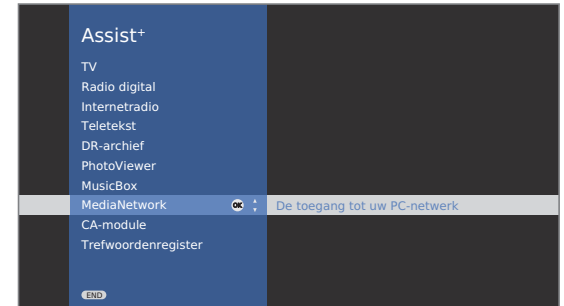 Assist+
TV
Radio digital
Internetradio
Teletekst
DR-archief
PhotoViewer
MusicBox
MediaNetwork OK De toegang tot uw PC-netwerk
CA-module
Trefwoordenregister
END